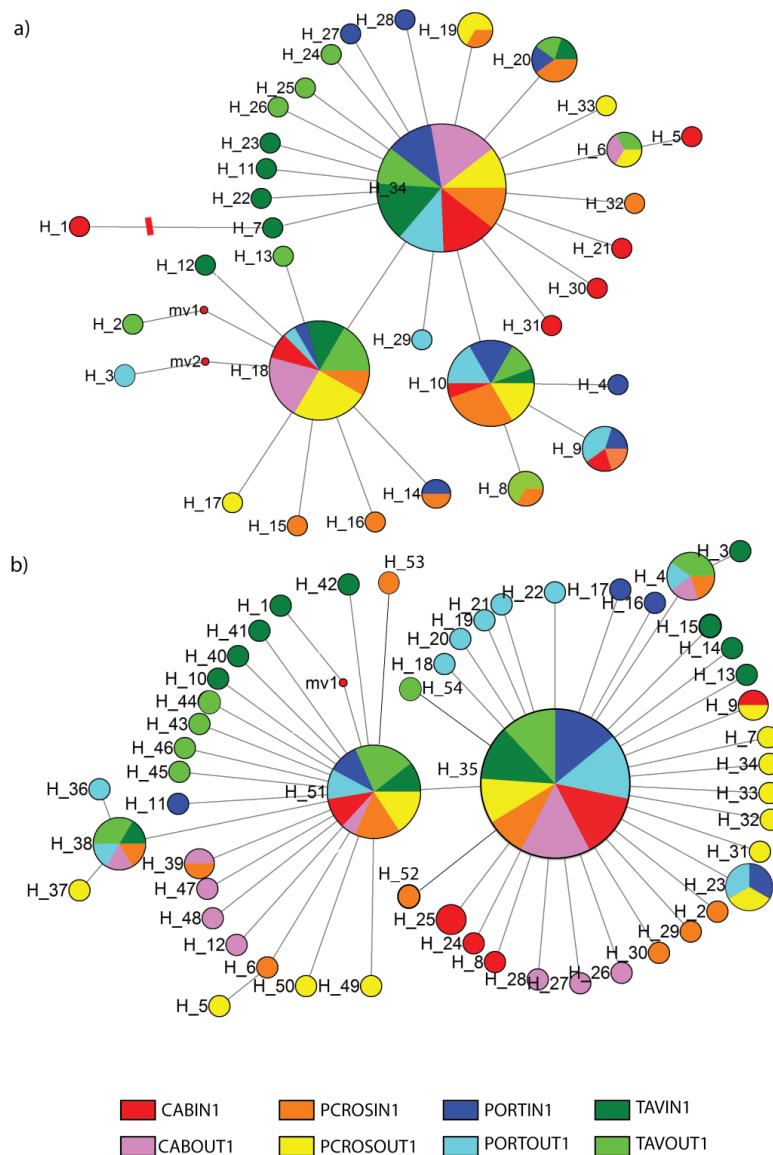 a)
H_28
H_27
H_19
H_24
H_20
H_25
H_26
H_33
H_5
H_6
H_23
H_11
H_34
H_22
H_32
H_7
H_1
H_21
H_13
H_12
H_30
mv1
H_2
H_31
H_29
mv2
H_3
H_18
H_10
H_4
H_9
H_17
H_14
H_8
H_15
H_16
b)
H_53
H_42
H_22
H_17
H_4
H_3
H_1
H_21
H_16
H_19
H_15
H_41
H_20
H_14
H_40
H_18
H_13
H_10
mv1
H_54
H_44
H_9
H_43
H_7
H_46
H_35
H_34
H_45
H_36
H_51
H_33
H_11
H_32
H_38
H_31
H_39
H_52
H_23
H_37
H_47
H_25
H_2
H_48
H_24
H_29
H_12
H_8
H_30
H_6
H_28
H_27
H_26
H_50
H_49
H_5
CABIN1 PCROSIN1 PORTIN1 TAVIN1
CABOUT1 PCROSOUT1 PORTOUT1 TAVOUT1